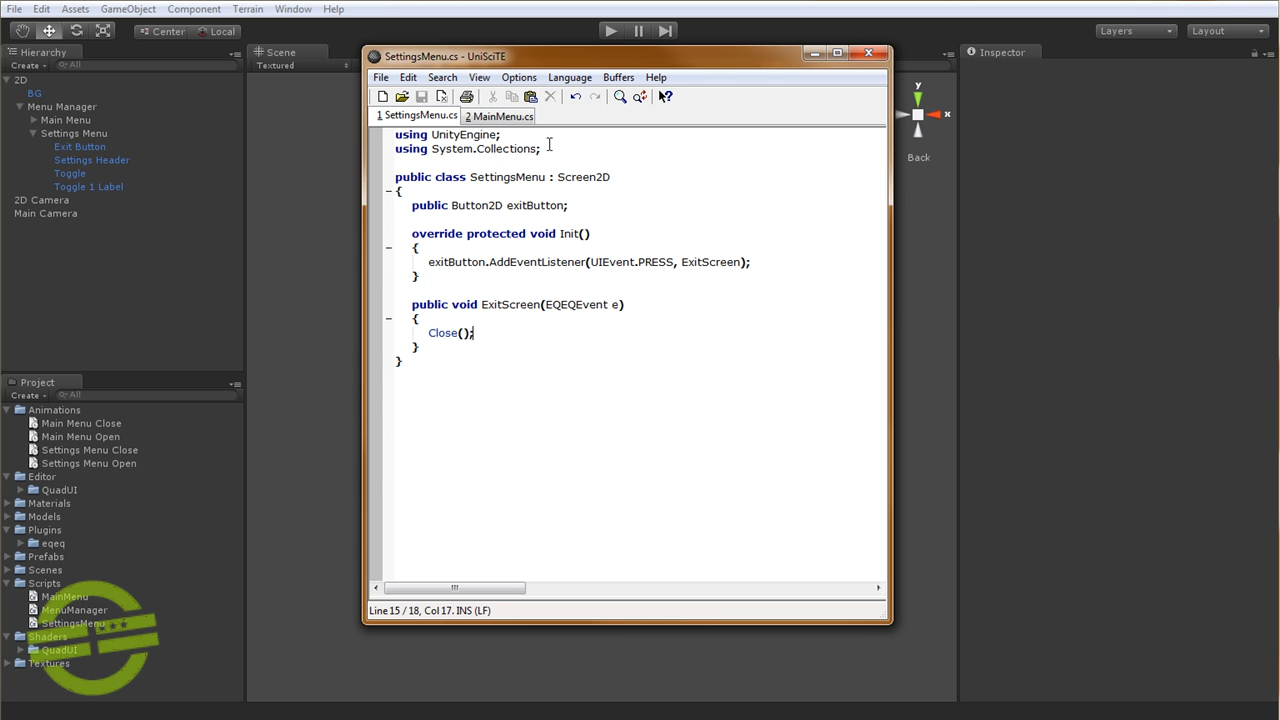 File Edit Assets GameObject Component Terrain Window Help
Center Local Layers Layout
Hierarchy
Create All
2D
BG
Menu Manager
Main Menu
Settings Menu
Exit Button
Settings Header
Toggle
Toggle 1 Label
2D Camera
Main Camera
Scene
Textured
Inspector
y
x
Back
SettingsMenu.cs - UniSciTE
File Edit Search View Options Language Buffers Help
1 SettingsMenu.cs 2 MainMenu.cs
using UnityEngine;
using System.Collections;
public class SettingsMenu : Screen2D
{
public Button2D exitButton;
override protected void Init()
{
exitButton.AddEventListener(UIEvent.PRESS, ExitScreen);
}
public void ExitScreen(EQEQEvent e)
{
Close();
}
}
Line 15 / 18, Col 17. INS (LF)
Project
Create All
Animations
Main Menu Close
Main Menu Open
Settings Menu Close
Settings Menu Open
Editor
QuadUI
Materials
Models
Plugins
eqeq
Prefabs
Scenes
Scripts
MainMenu
MenuManager
SettingsMenu
Shaders
QuadUI
Textures